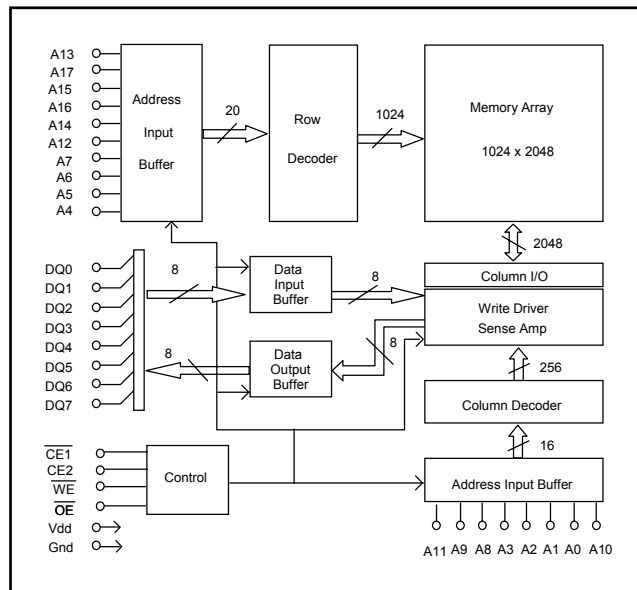 A13
A17
A15
A16
A14
A12
A7
A6
A5
A4
Address
Input
Buffer
20
Row
Decoder
1024
Memory Array
1024 x 2048
2048
DQ0
DQ1
DQ2
DQ3
DQ4
DQ5
DQ6
DQ7
8
Data
Input
Buffer
8
Column I/O
Write Driver
Sense Amp
8
Data
Output
Buffer
8
256
Column Decoder
16
Address Input Buffer
CE1
CE2
WE
OE
Vdd
Gnd
Control
A11 A9 A8 A3 A2 A1 A0 A10